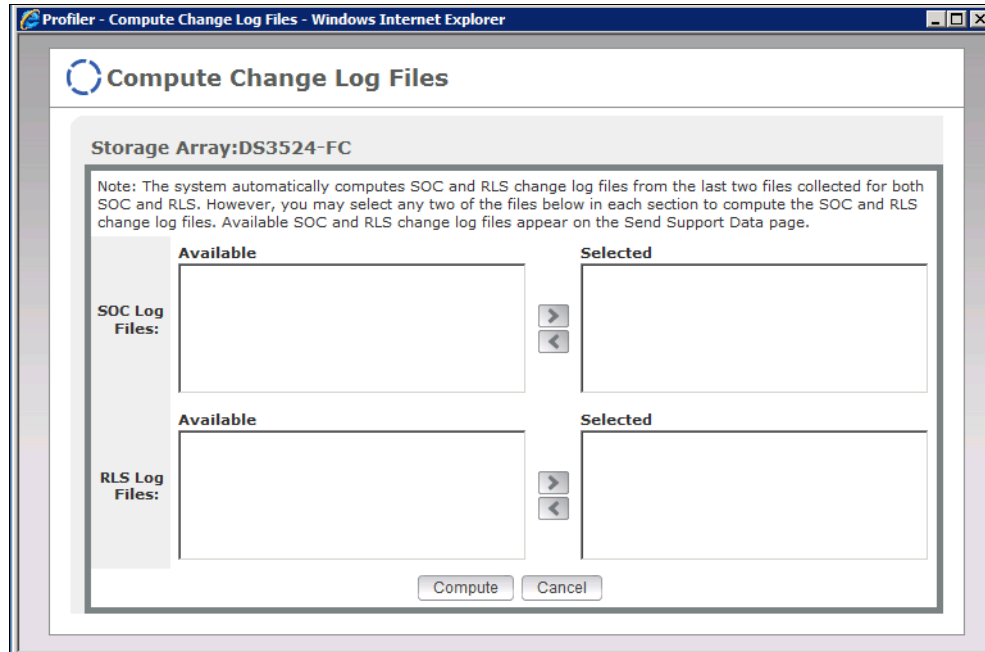 Profiler - Compute Change Log Files - Windows Internet Explorer
Compute Change Log Files
Storage Array:DS3524-FC
Note: The system automatically computes SOC and RLS change log files from the last two files collected for both
SOC and RLS. However, you may select any two of the files below in each section to compute the SOC and RLS
change log files. Available SOC and RLS change log files appear on the Send Support Data page.
Available
Selected
SOC Log
Files:
>
<
Available
Selected
RLS Log
Files:
>
<
Compute
Cancel